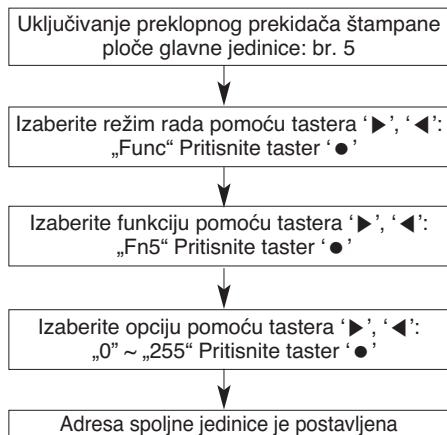 Uključivanje preklopnog prekidača štampane
ploče glavne jedinice: br. 5
Izaberite režim rada pomoću tastera ‘▶’, ‘◀’:
„Func“ Pritisnite taster ‘●’
Izaberite funkciju pomoću tastera ‘▶’, ‘◀’:
„Fn5“ Pritisnite taster ‘●’
Izaberite opciju pomoću tastera ‘▶’, ‘◀’:
„0” ~ „255“ Pritisnite taster ‘●’
Adresa spoljne jedinice je postavljena